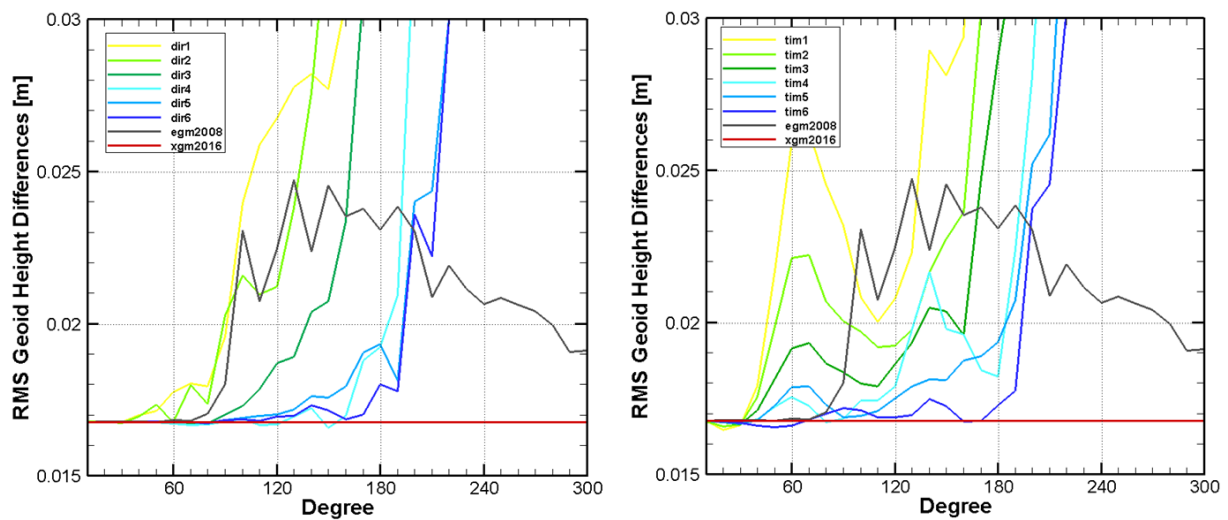 RMS Geoid Height Differences [m]
0.03
0.025
0.02
0.015
dir1
dir2
dir3
dir4
dir5
dir6
egm2008
xgm2016
60
120
180
240
300
Degree
RMS Geoid Height Differences [m]
0.03
0.025
0.02
0.015
tim1
tim2
tim3
tim4
tim5
tim6
egm2008
xgm2016
60
120
180
240
300
Degree